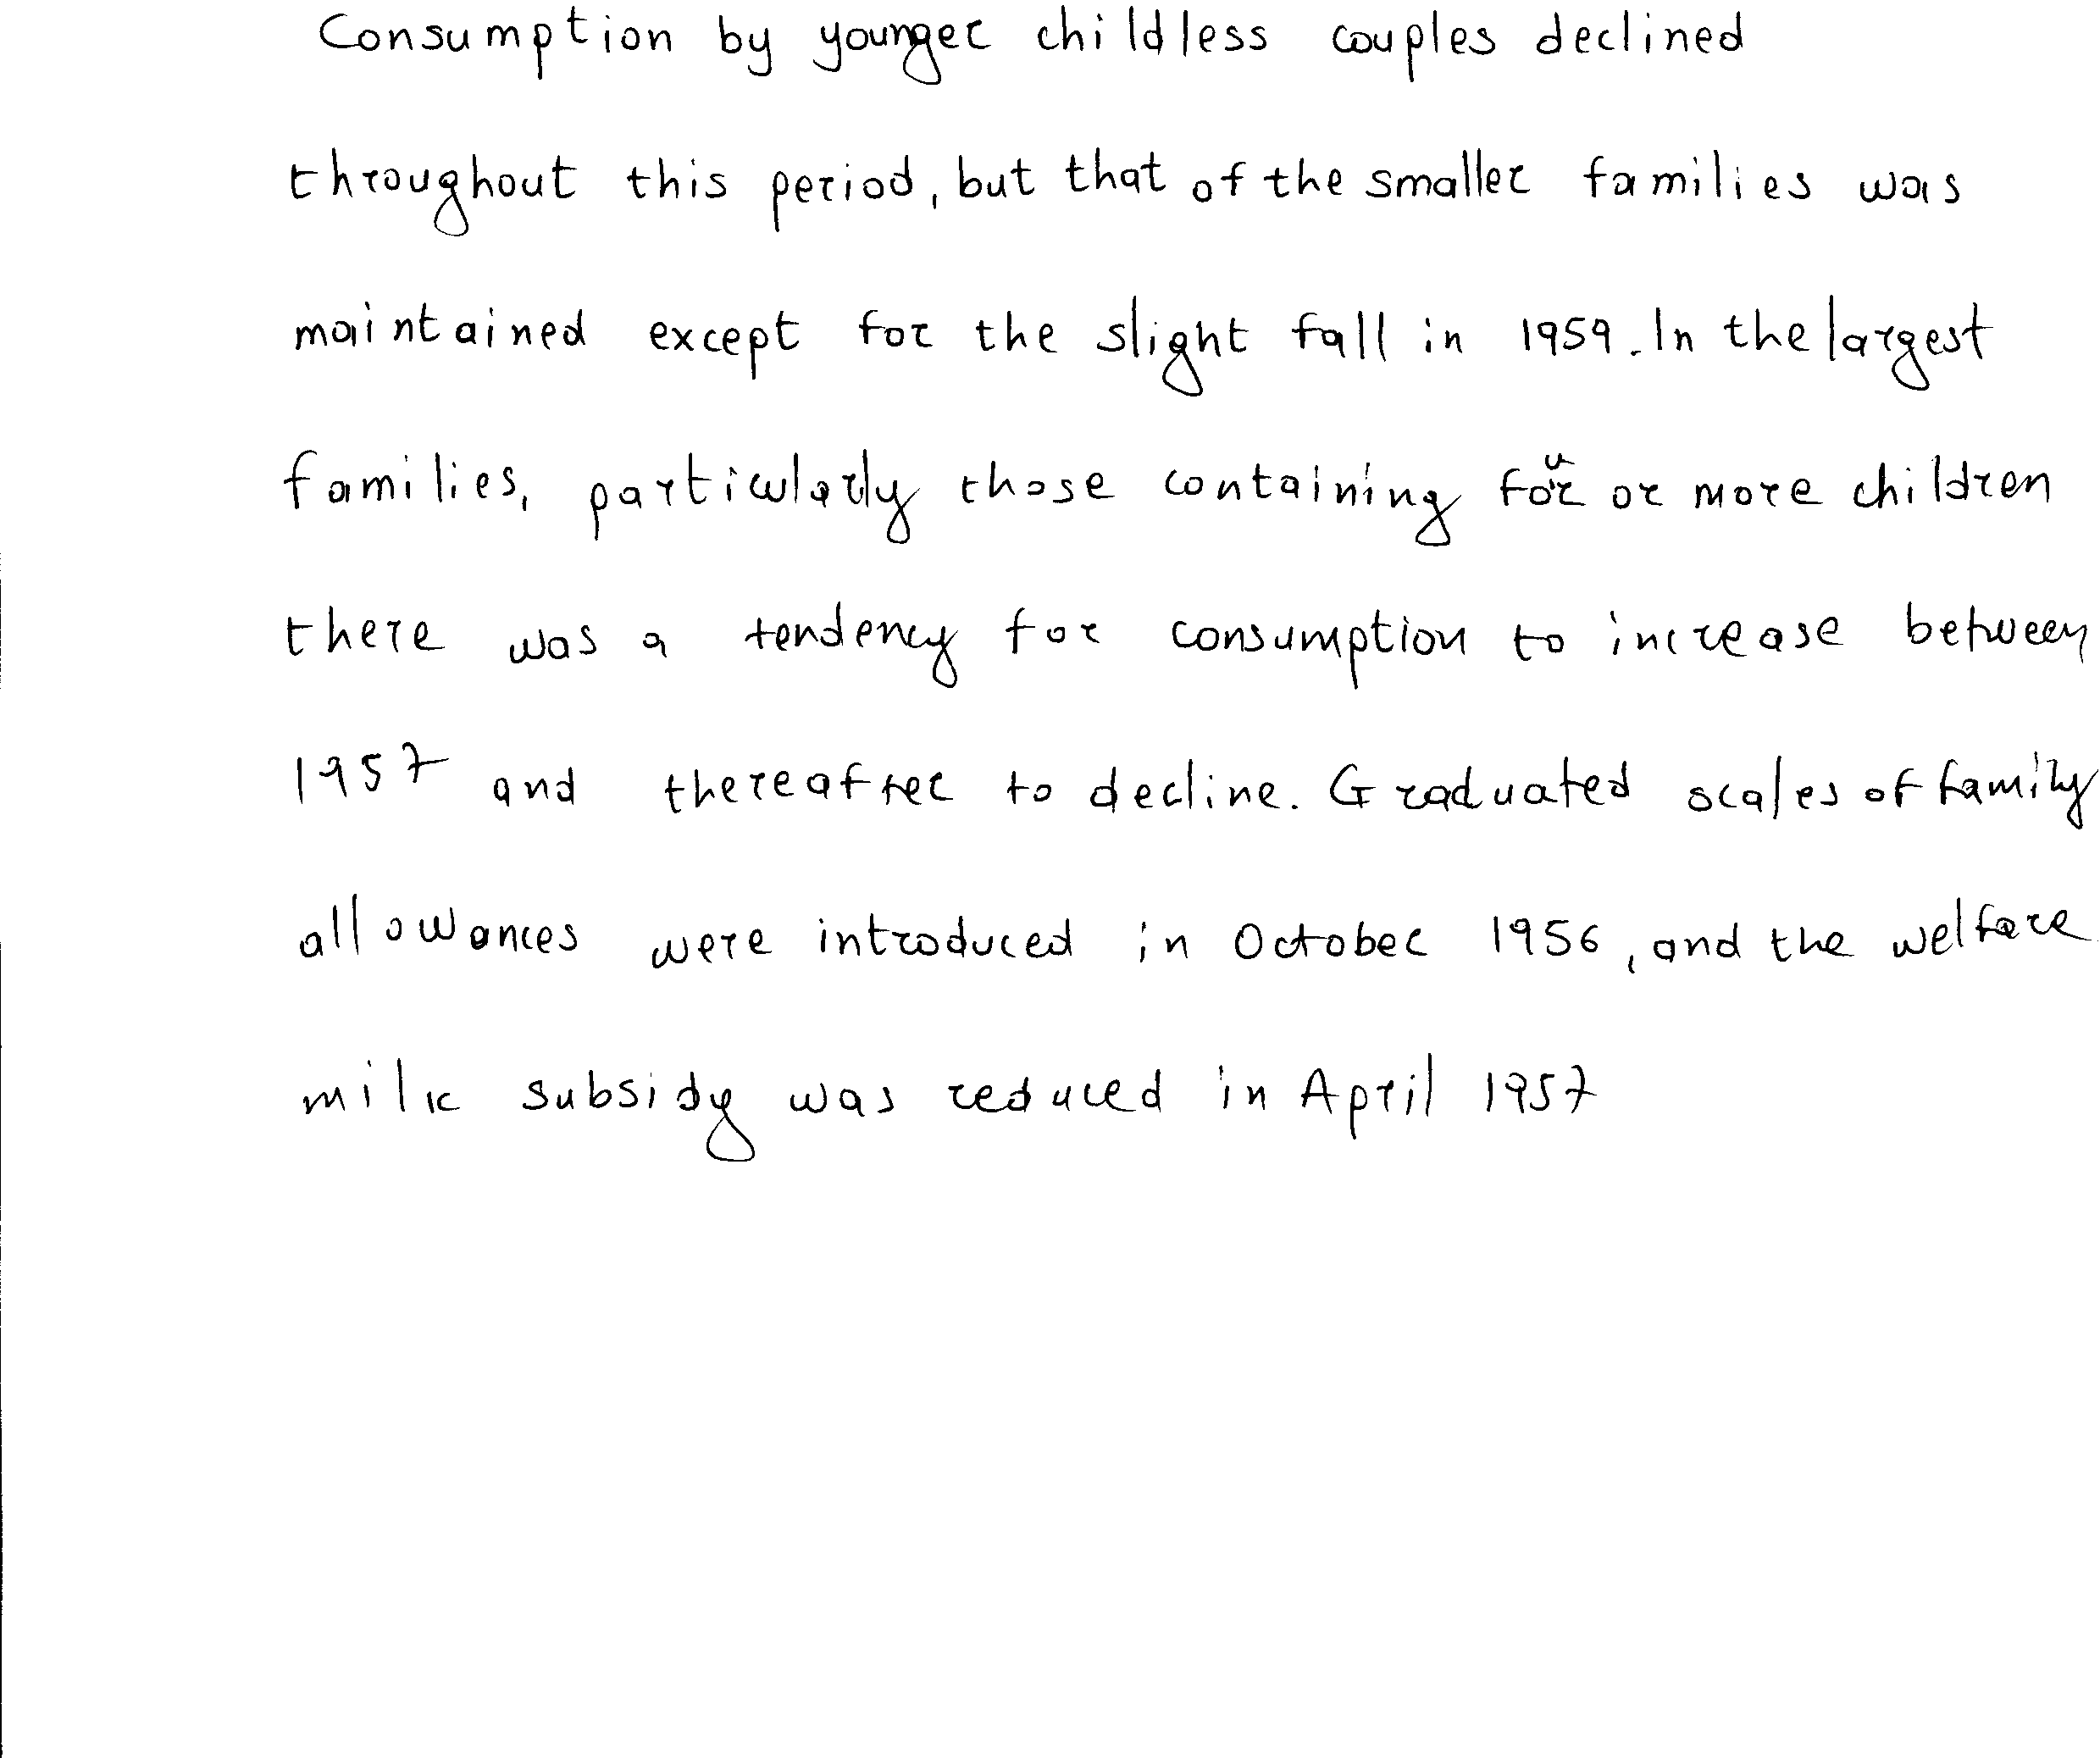 Consumption by younger childless couples declined
throughout this period, but that of the smaller families was
maintained except for the slight fall in 1959. In the largest
families, particularly those containing four or more children
there was a tendency for consumption to increase between
1957 and thereafter to decline. Graduated scales of family
allowances were introduced in October 1956, and the welfare
milk subsidy was reduced in April 1957